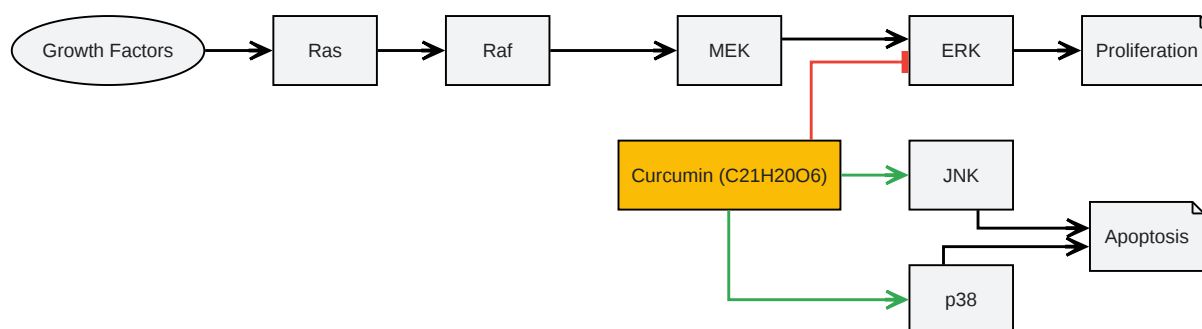 Growth Factors
Ras
Raf
MEK
ERK
Proliferation
Curcumin (C21H20O6)
JNK
Apoptosis
p38